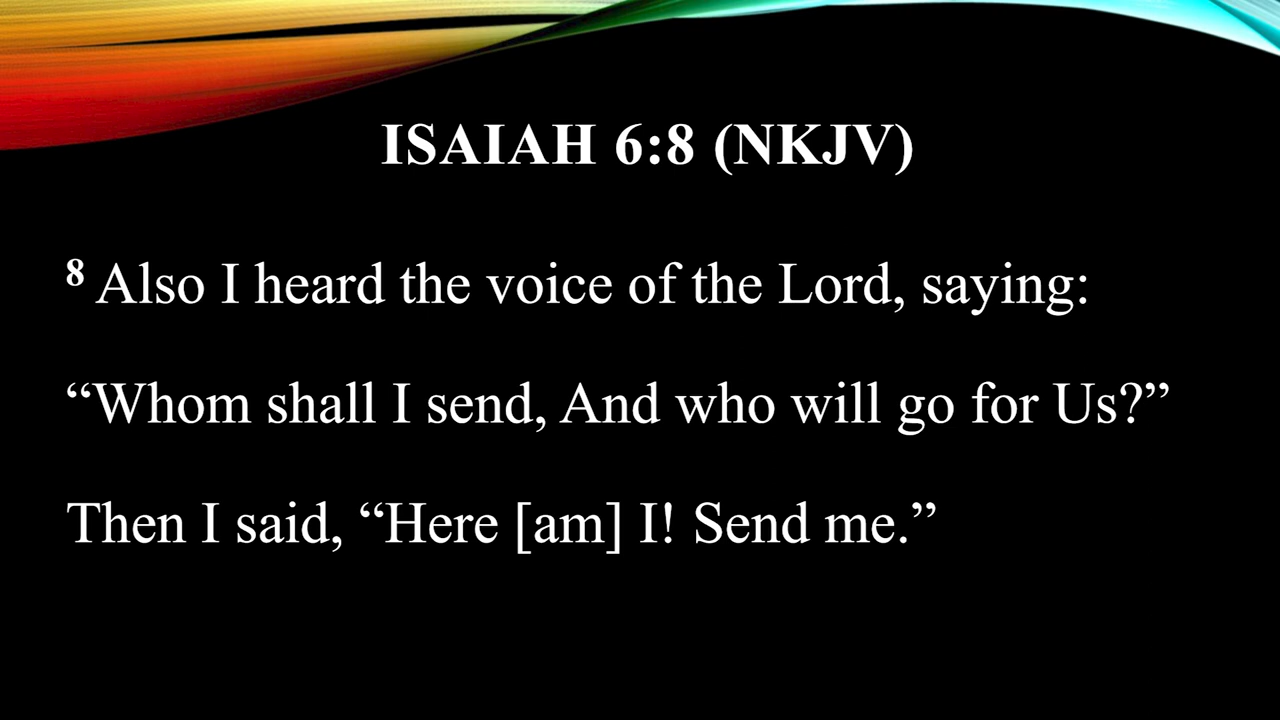 ISAIAH 6:8 (NKJV)
8 Also I heard the voice of the Lord, saying:
“Whom shall I send, And who will go for Us?”
Then I said, “Here [am] I! Send me.”